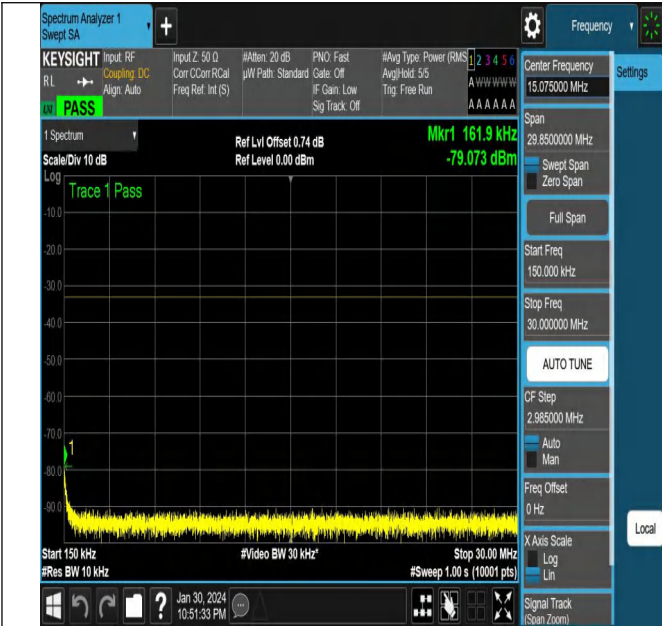 Spectrum Analyzer 1
Swept SA
Frequency
KEYSIGHT
RL
PASS
Input: RF
Coupling: DC
Align: Auto
Input Z: 50 Ω
Corr CCorr RCal
Freq Ref: Int (S)
#Atten: 20 dB
µW Path: Standard
PNO: Fast
Gate: Off
IF Gain: Low
Sig Track: Off
#Avg Type: Power (RMS
Avg|Hold: 5/5
Trig: Free Run
1 2 3 4 5 6
A W W W W W
A A A A A A
1 Spectrum
Scale/Div 10 dB
Ref Lvl Offset 0.74 dB
Ref Level 0.00 dBm
Mkr1 161.9 kHz
-79.073 dBm
Log
Trace 1 Pass
-10.0
-20.0
-30.0
-40.0
-50.0
-60.0
-70.0
1
-80.0
-90.0
Start 150 kHz
#Res BW 10 kHz
#Video BW 30 kHz*
Stop 30.00 MHz
#Sweep 1.00 s (10001 pts)
Jan 30, 2024
10:51:33 PM
Center Frequency
15.075000 MHz
Settings
Span
29.8500000 MHz
Swept Span
Zero Span
Full Span
Start Freq
150.000 kHz
Stop Freq
30.000000 MHz
AUTO TUNE
CF Step
2.985000 MHz
Auto
Man
Freq Offset
0 Hz
X Axis Scale
Log
Lin
Local
Signal Track
(Span Zoom)